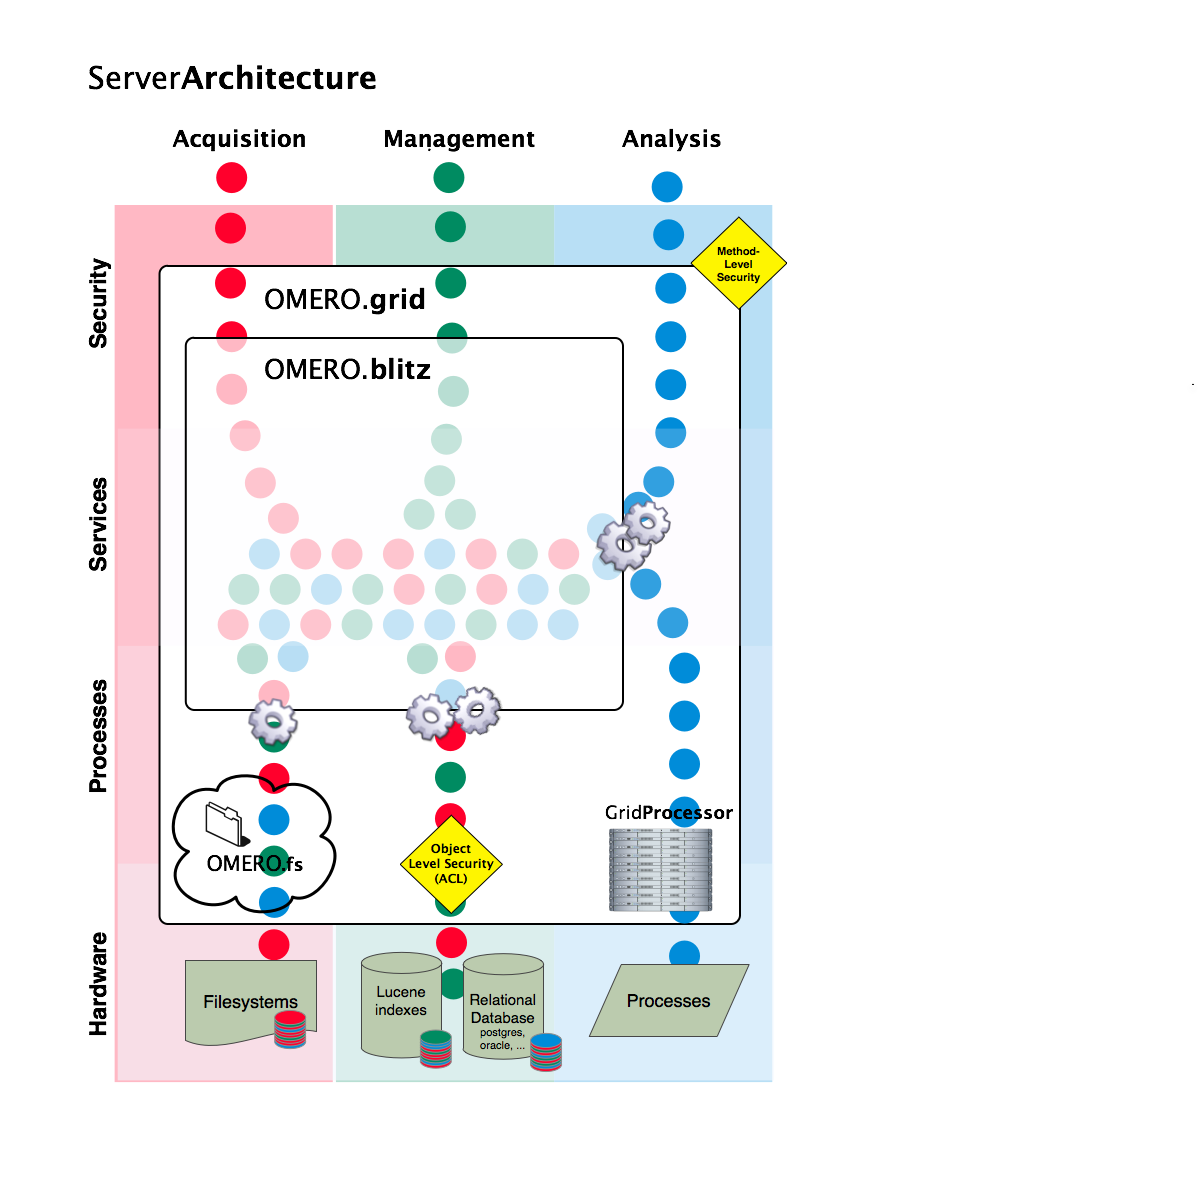 ServerArchitecture
Acquisition
Management
Analysis
Method-
Level
Security
Security
OMERO.grid
OMERO.blitz
Services
Processes
GridProcessor
OMERO.fs
Object
Level Security
(ACL)
Hardware
Filesystems
Lucene
indexes
Relational
Database
postgres,
oracle, ...
Processes